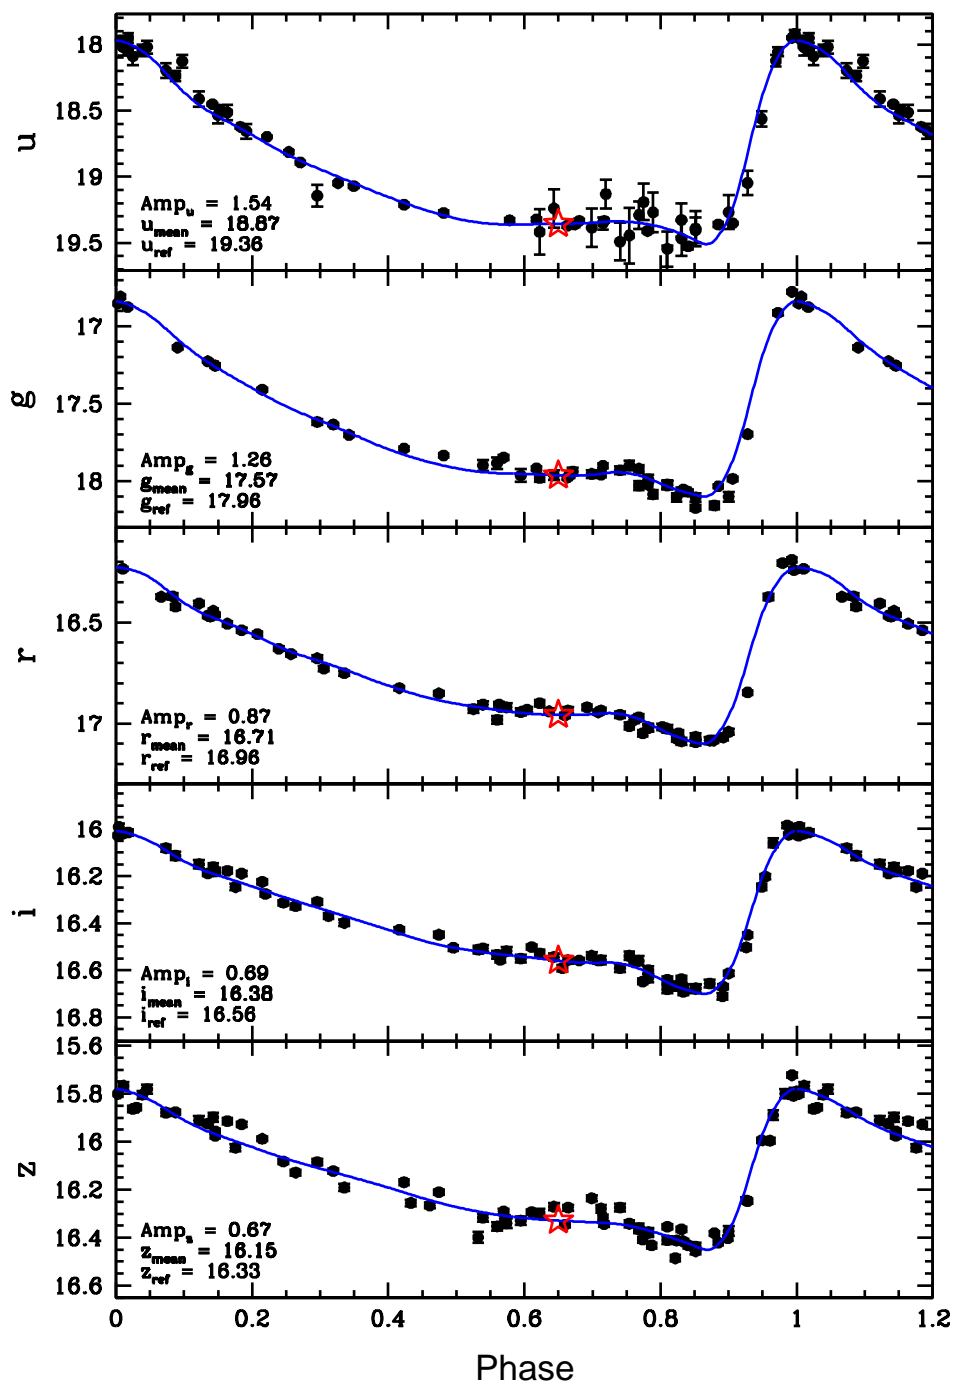 u
18
18.5
19
19.5
Amp_u = 1.54
u_mean = 18.87
u_ref = 19.36
g
17
17.5
18
Amp_g = 1.26
g_mean = 17.57
g_ref = 17.96
r
16.5
17
Amp_r = 0.87
r_mean = 16.71
r_ref = 16.96
i
16
16.2
16.4
16.6
16.8
Amp_i = 0.69
i_mean = 16.38
i_ref = 16.56
z
15.6
15.8
16
16.2
16.4
16.6
Amp_z = 0.67
z_mean = 16.15
z_ref = 16.33
0 0.2 0.4 0.6 0.8 1 1.2
Phase